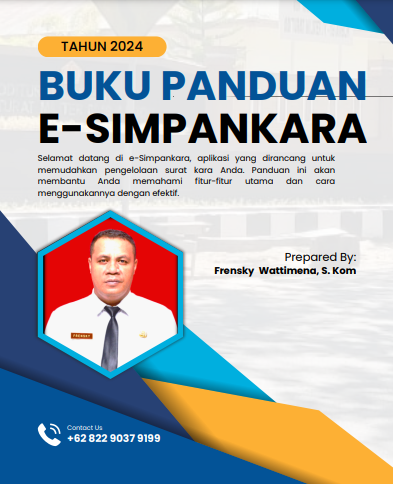 TAHUN 2024
BUKU PANDUAN
E-SIMPANKARA
Selamat datang di e-Simpankara, aplikasi yang dirancang untuk
memudahkan pengelolaan surat kara Anda. Panduan ini akan
membantu Anda memahami fitur-fitur utama dan cara
menggunakannya dengan efektif.
Prepared By:
Frensky Wattimena, S. Kom
FRENSKY
Contact Us
+62 822 9037 9199